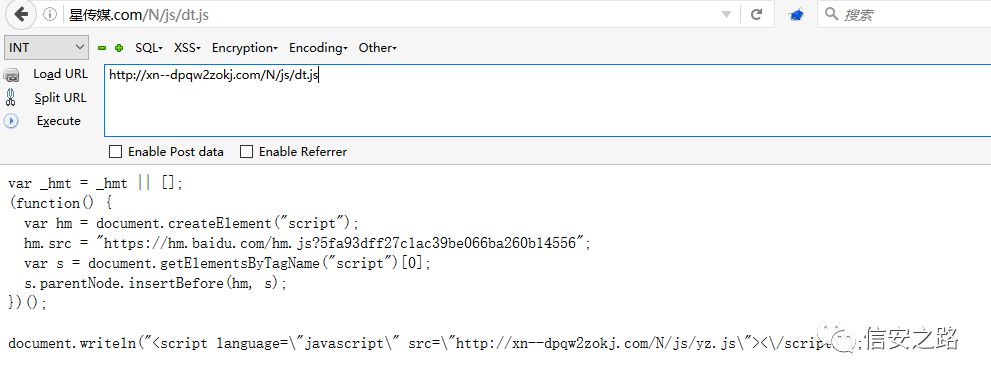 星传媒.com/N/js/dt.js
搜索
INT SQL▾ XSS▾ Encryption▾ Encoding▾ Other▾
Load URL
http://xn--dpqw2zokj.com/N/js/dt.js
Split URL
Execute
Enable Post data Enable Referrer
var _hmt = _hmt || [];
(function() {
var hm = document.createElement("script");
hm.src = "https://hm.baidu.com/hm.js?5fa93dff27c1ac39be066ba260b14556";
var s = document.getElementsByTagName("script")[0];
s.parentNode.insertBefore(hm, s);
})();
document.writeln("<script language=\"javascript\" src=\"http://xn--dpqw2zokj.com/N/js/yz.js\"><\/script
信安之路